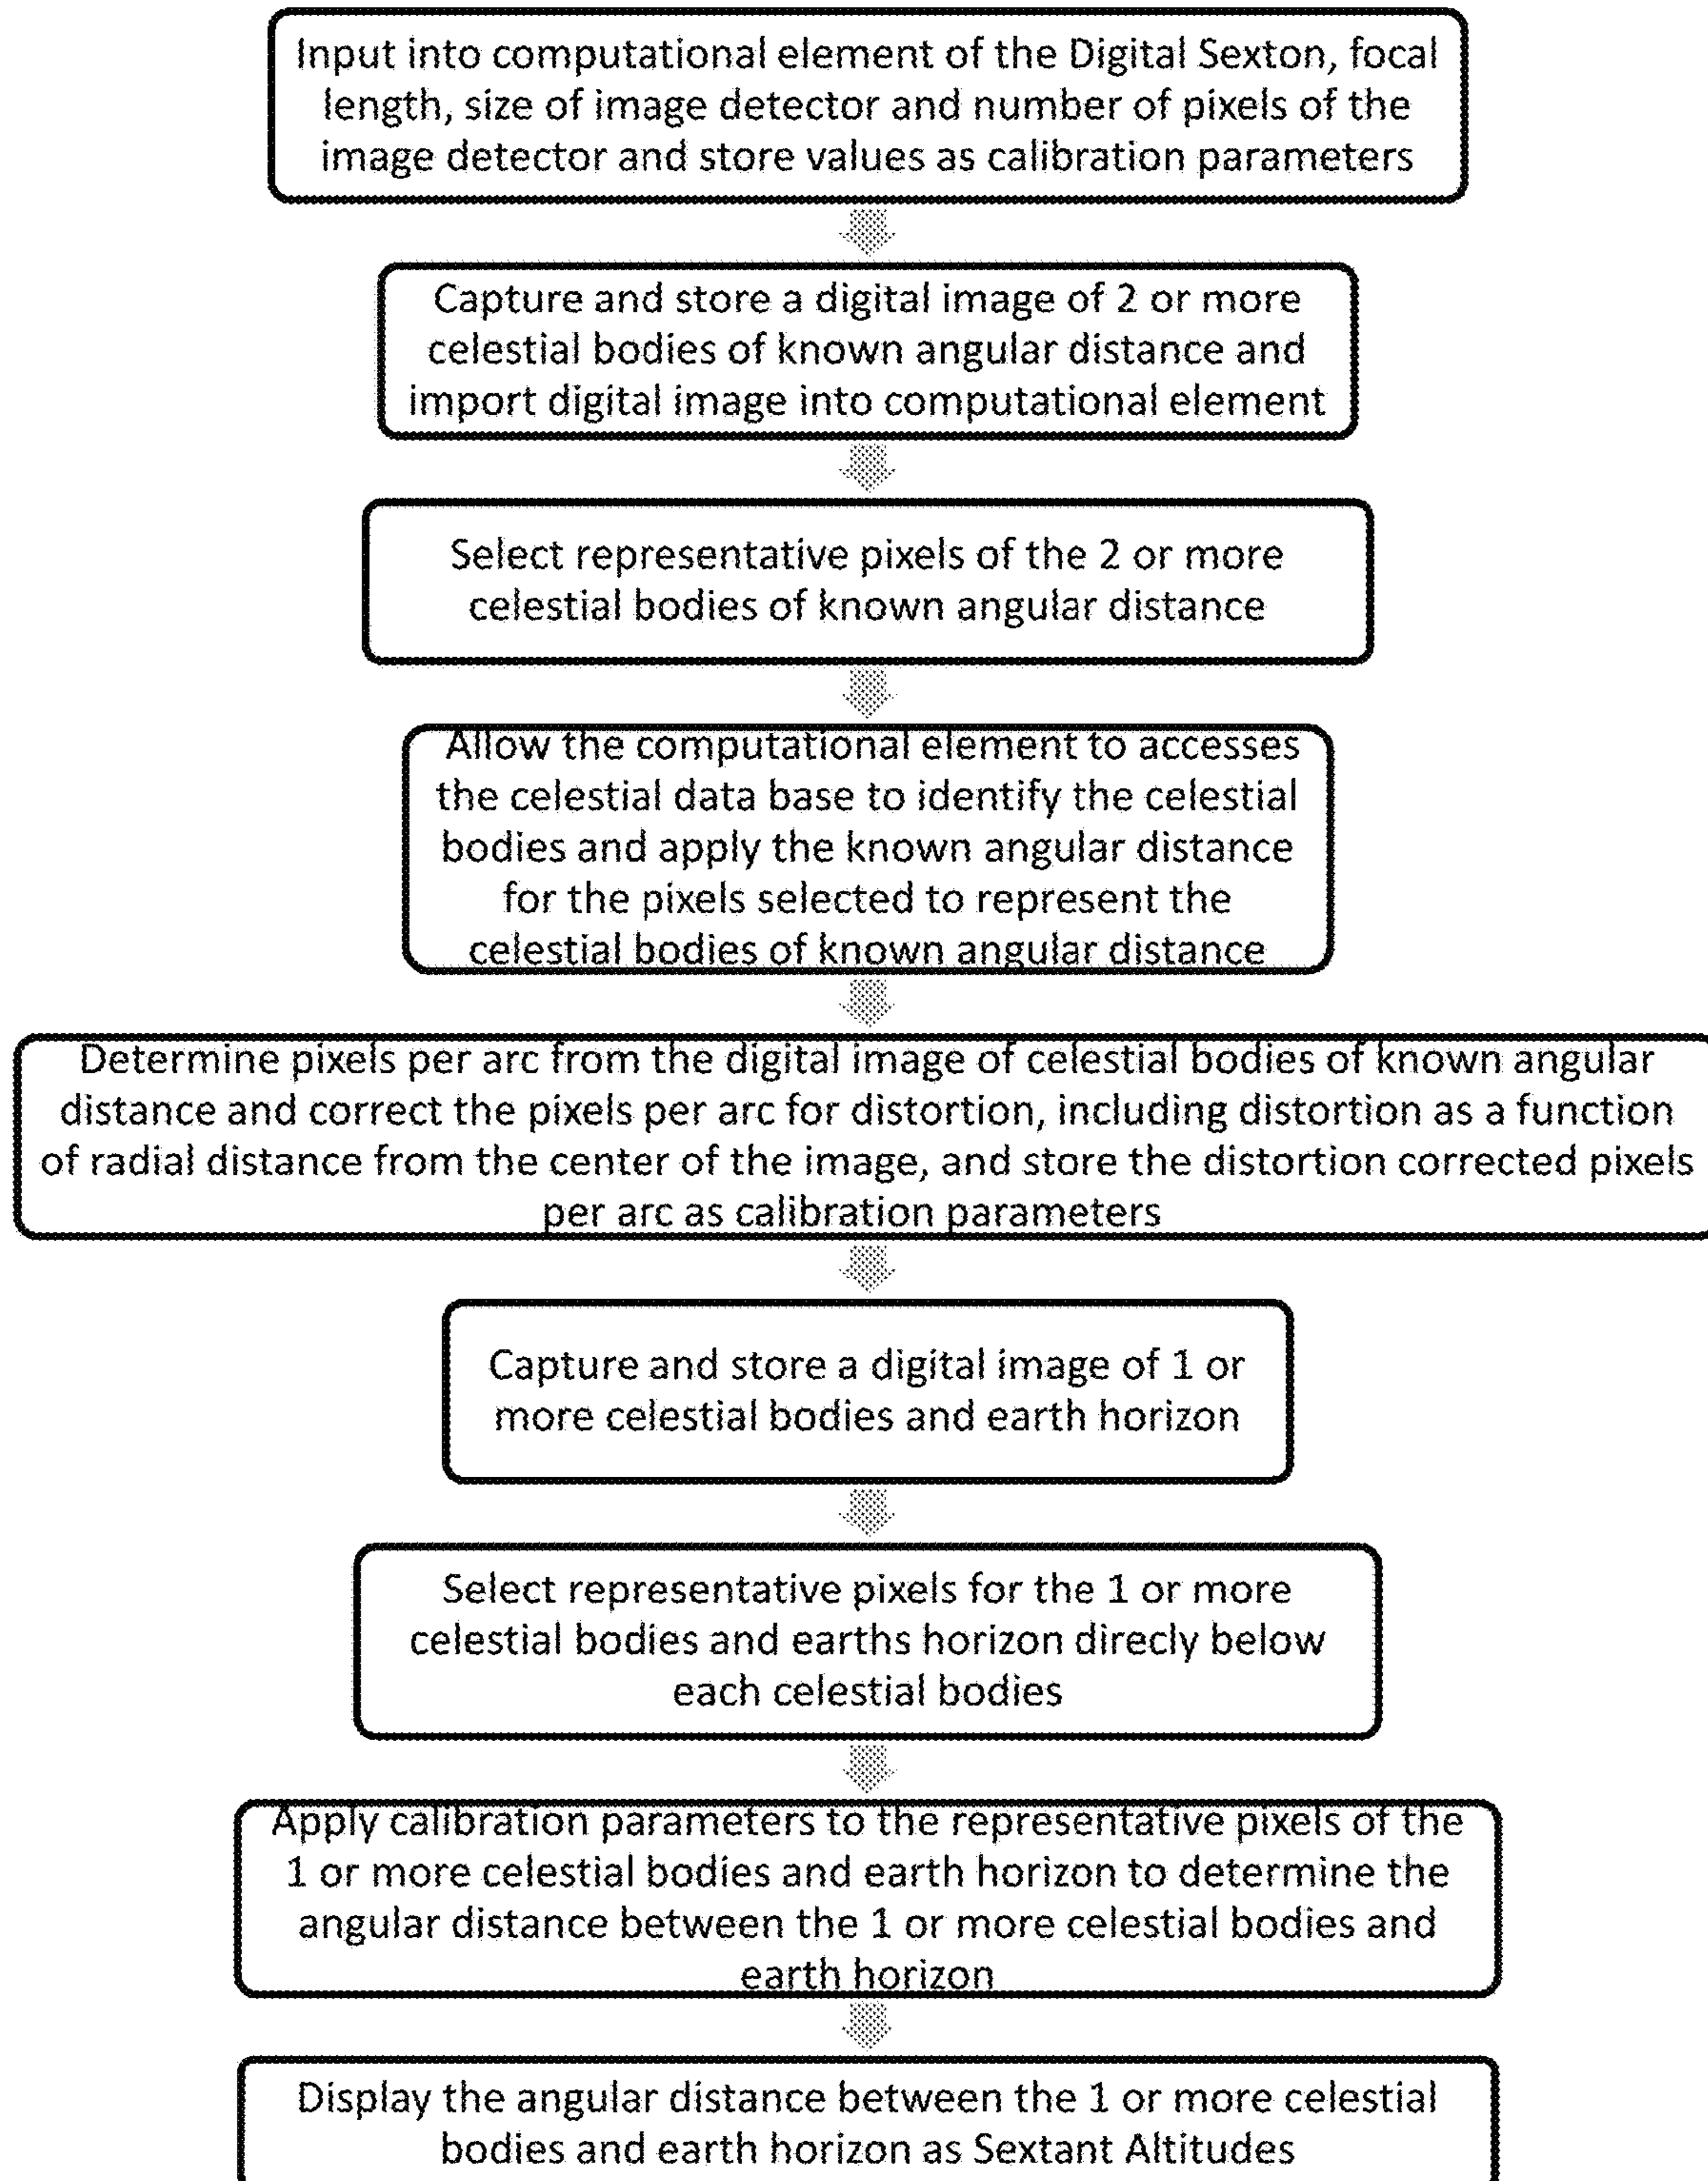 Input into computational element of the Digital Sexton, focal
length, size of image detector and number of pixels of the
image detector and store values as calibration parameters
Capture and store a digital image of 2 or more
celestial bodies of known angular distance and
import digital image into computational element
Select representative pixels of the 2 or more
celestial bodies of known angular distance
Allow the computational element to accesses
the celestial data base to identify the celestial
bodies and apply the known angular distance
for the pixels selected to represent the
celestial bodies of known angular distance
Determine pixels per arc from the digital image of celestial bodies of known angular
distance and correct the pixels per arc for distortion, including distortion as a function
of radial distance from the center of the image, and store the distortion corrected pixels
per arc as calibration parameters
Capture and store a digital image of 1 or
more celestial bodies and earth horizon
Select representative pixels for the 1 or more
celestial bodies and earths horizon direcly below
each celestial bodies
Apply calibration parameters to the representative pixels of the
1 or more celestial bodies and earth horizon to determine the
angular distance between the 1 or more celestial bodies and
earth horizon
Display the angular distance between the 1 or more celestial
bodies and earth horizon as Sextant Altitudes